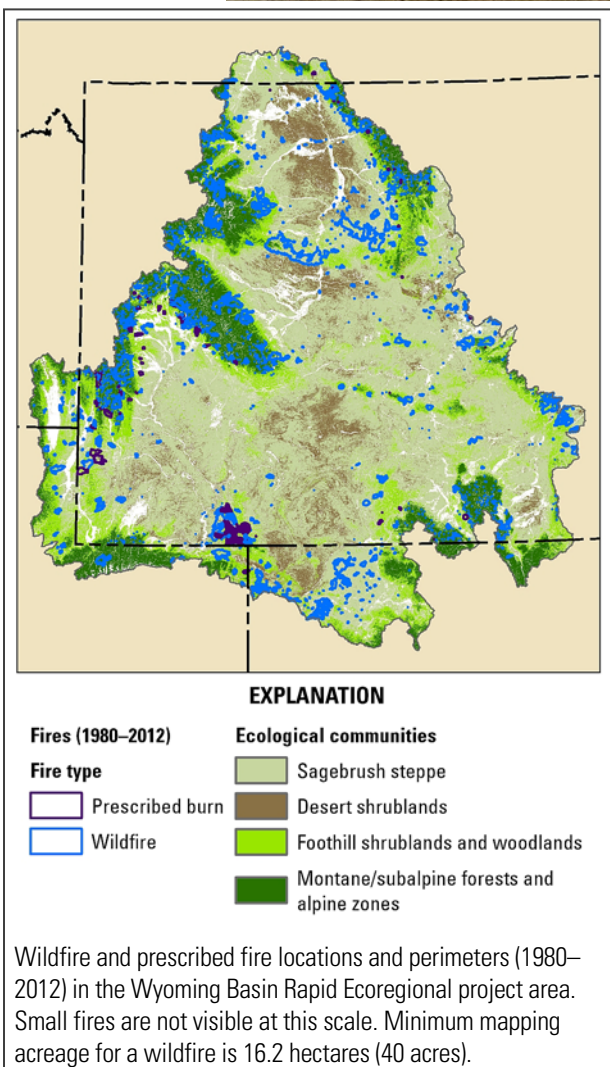 EXPLANATION
Fires (1980–2012)
Fire type
Prescribed burn
Wildfire
Ecological communities
Sagebrush steppe
Desert shrublands
Foothill shrublands and woodlands
Montane/subalpine forests and
alpine zones
Wildfire and prescribed fire locations and perimeters (1980–
2012) in the Wyoming Basin Rapid Ecoregional project area.
Small fires are not visible at this scale. Minimum mapping
acreage for a wildfire is 16.2 hectares (40 acres).